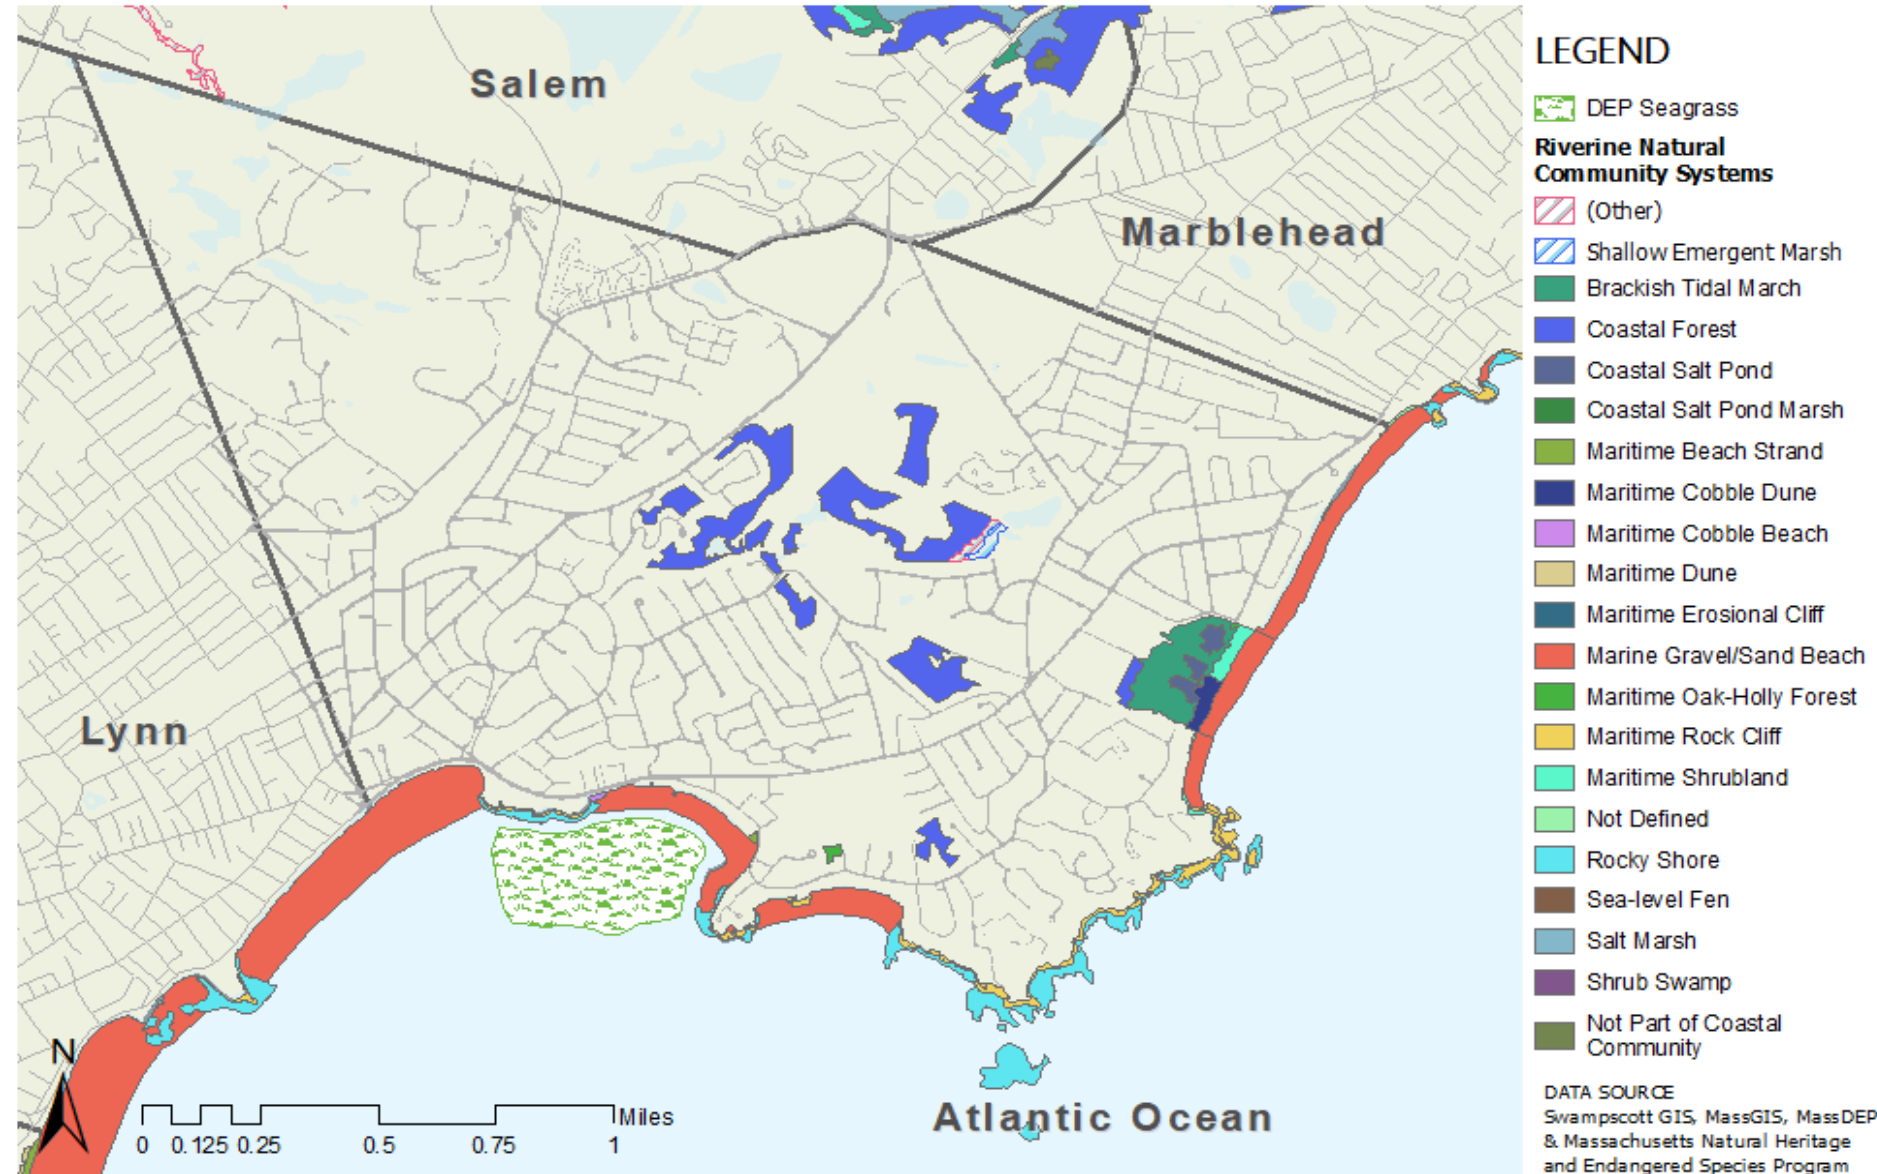 Salem
Marblehead
Lynn
Atlantic Ocean
N
0 0.125 0.25 0.5 0.75 1 Miles
LEGEND
DEP Seagrass
Riverine Natural
Community Systems
(Other)
Shallow Emergent Marsh
Brackish Tidal March
Coastal Forest
Coastal Salt Pond
Coastal Salt Pond Marsh
Maritime Beach Strand
Maritime Cobble Dune
Maritime Cobble Beach
Maritime Dune
Maritime Erosional Cliff
Marine Gravel/Sand Beach
Maritime Oak-Holly Forest
Maritime Rock Cliff
Maritime Shrubland
Not Defined
Rocky Shore
Sea-level Fen
Salt Marsh
Shrub Swamp
Not Part of Coastal
Community
DATA SOURCE
Swampscott GIS, MassGIS, MassDEP
& Massachusetts Natural Heritage
and Endangered Species Program